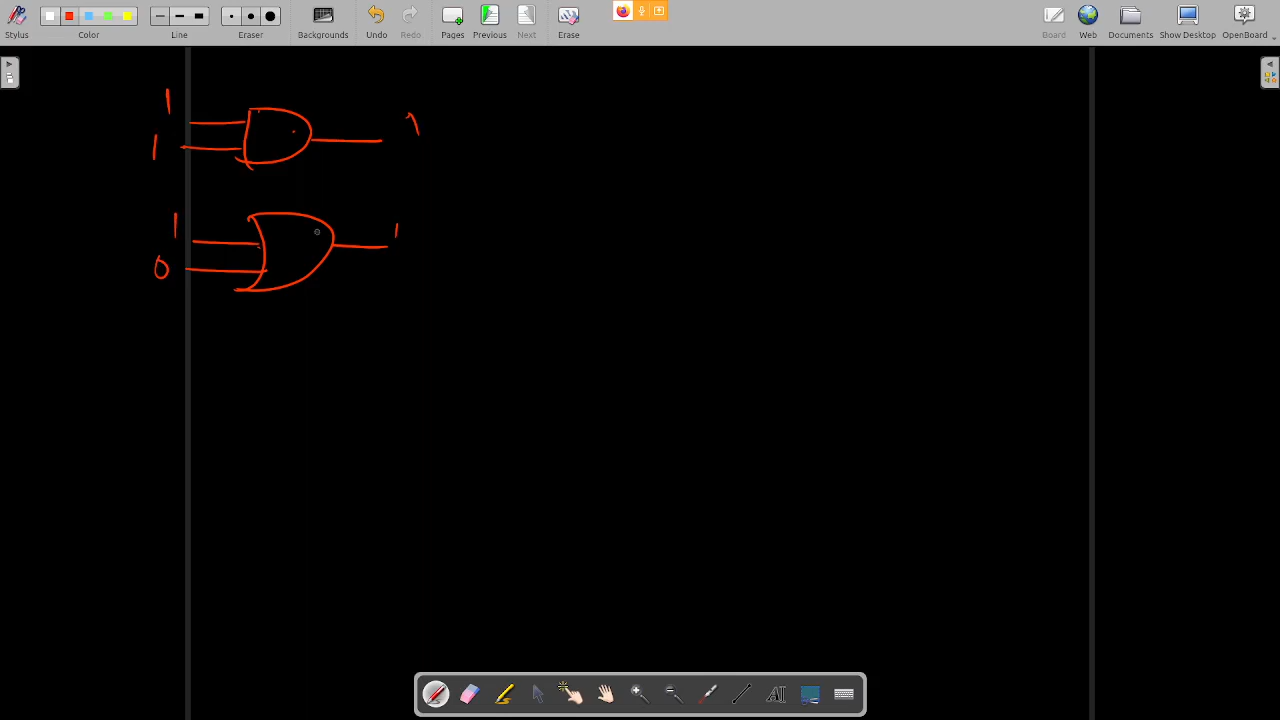 Stylus
Color
Line
Eraser
Backgrounds
Undo
Redo
Pages
Previous
Next
Erase
Board
Web
Documents
Show Desktop
OpenBoard
1
1
1
1
0
1
AI